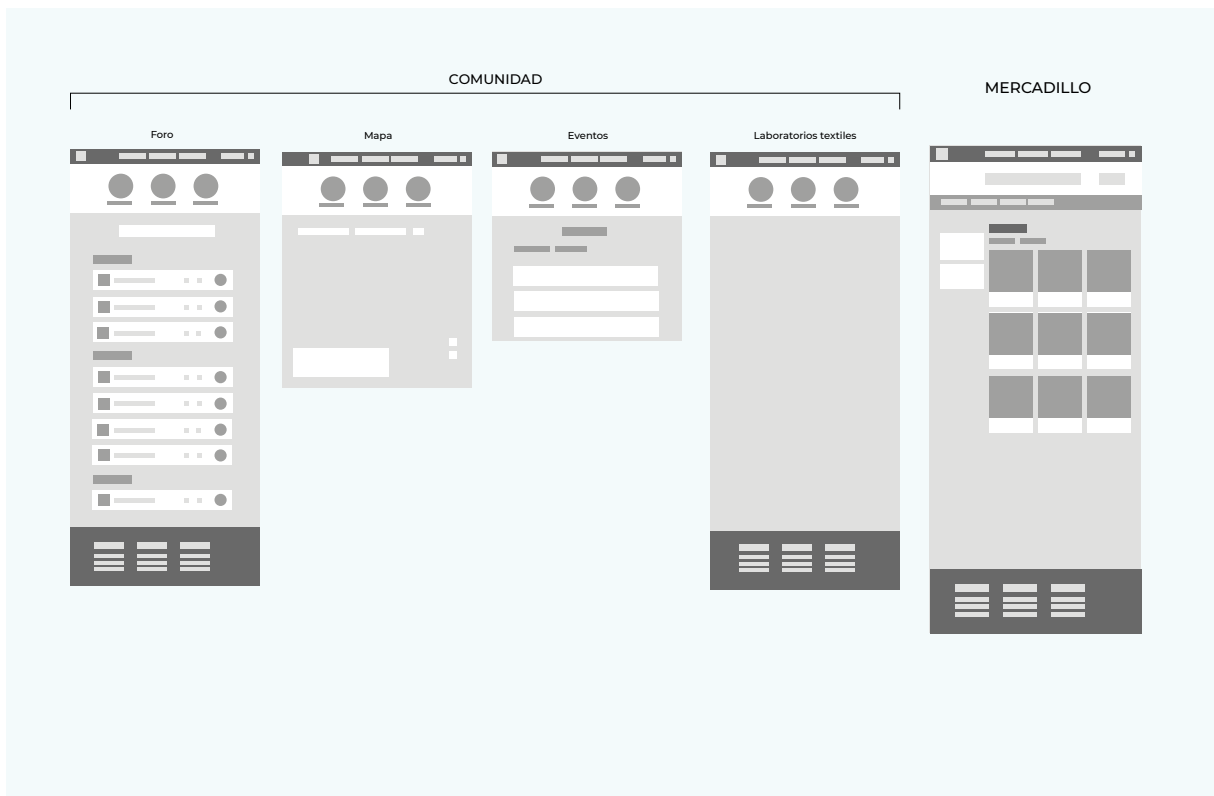 COMUNIDAD
MERCADILLO
Foro
Mapa
Eventos
Laboratorios textiles